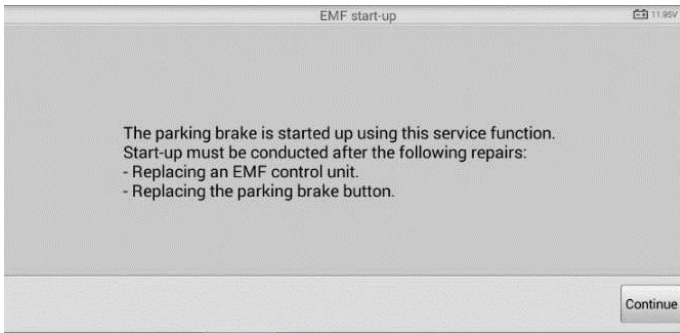 EMF start-up
11.95V
The parking brake is started up using this service function.
Start-up must be conducted after the following repairs:
- Replacing an EMF control unit.
- Replacing the parking brake button.
Continue